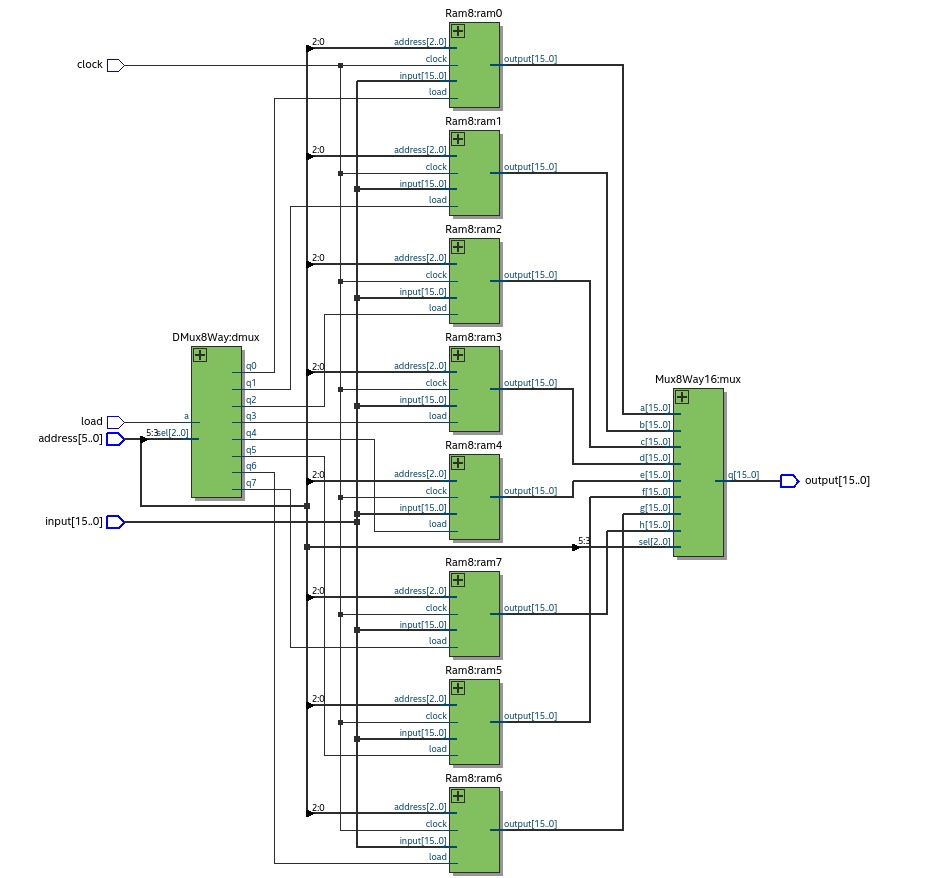 Ram8:ram0
2:0
address[2..0]
clock
clock
output[15..0]
input[15..0]
load
Ram8:ram1
2:0
address[2..0]
clock
output[15..0]
input[15..0]
load
Ram8:ram2
2:0
address[2..0]
clock
output[15..0]
input[15..0]
load
DMux8Way:dmux
q0
q1
q2
q3
q4
q5
q6
q7
a
load
address[5..0]
5:3
sel[2..0]
input[15..0]
Ram8:ram3
2:0
address[2..0]
clock
output[15..0]
input[15..0]
load
Ram8:ram4
2:0
address[2..0]
clock
output[15..0]
input[15..0]
load
Mux8Way16:mux
a[15..0]
b[15..0]
c[15..0]
d[15..0]
e[15..0]
f[15..0]
g[15..0]
h[15..0]
5:3
sel[2..0]
q[15..0]
output[15..0]
Ram8:ram7
2:0
address[2..0]
clock
output[15..0]
input[15..0]
load
Ram8:ram5
2:0
address[2..0]
clock
output[15..0]
input[15..0]
load
Ram8:ram6
2:0
address[2..0]
clock
output[15..0]
input[15..0]
load